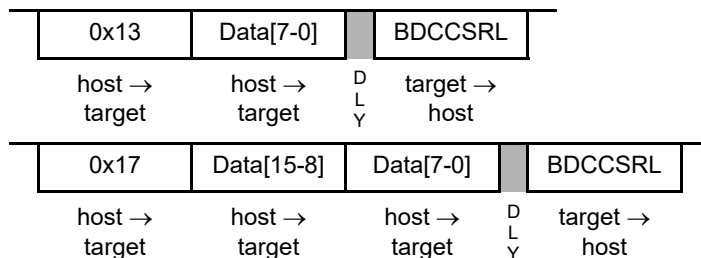 0x13 Data[7-0] BDCCSRL
host → host → D target →
target target L host
Y
0x17 Data[15-8] Data[7-0] BDCCSRL
host → host → host → D target →
target target target L host
Y